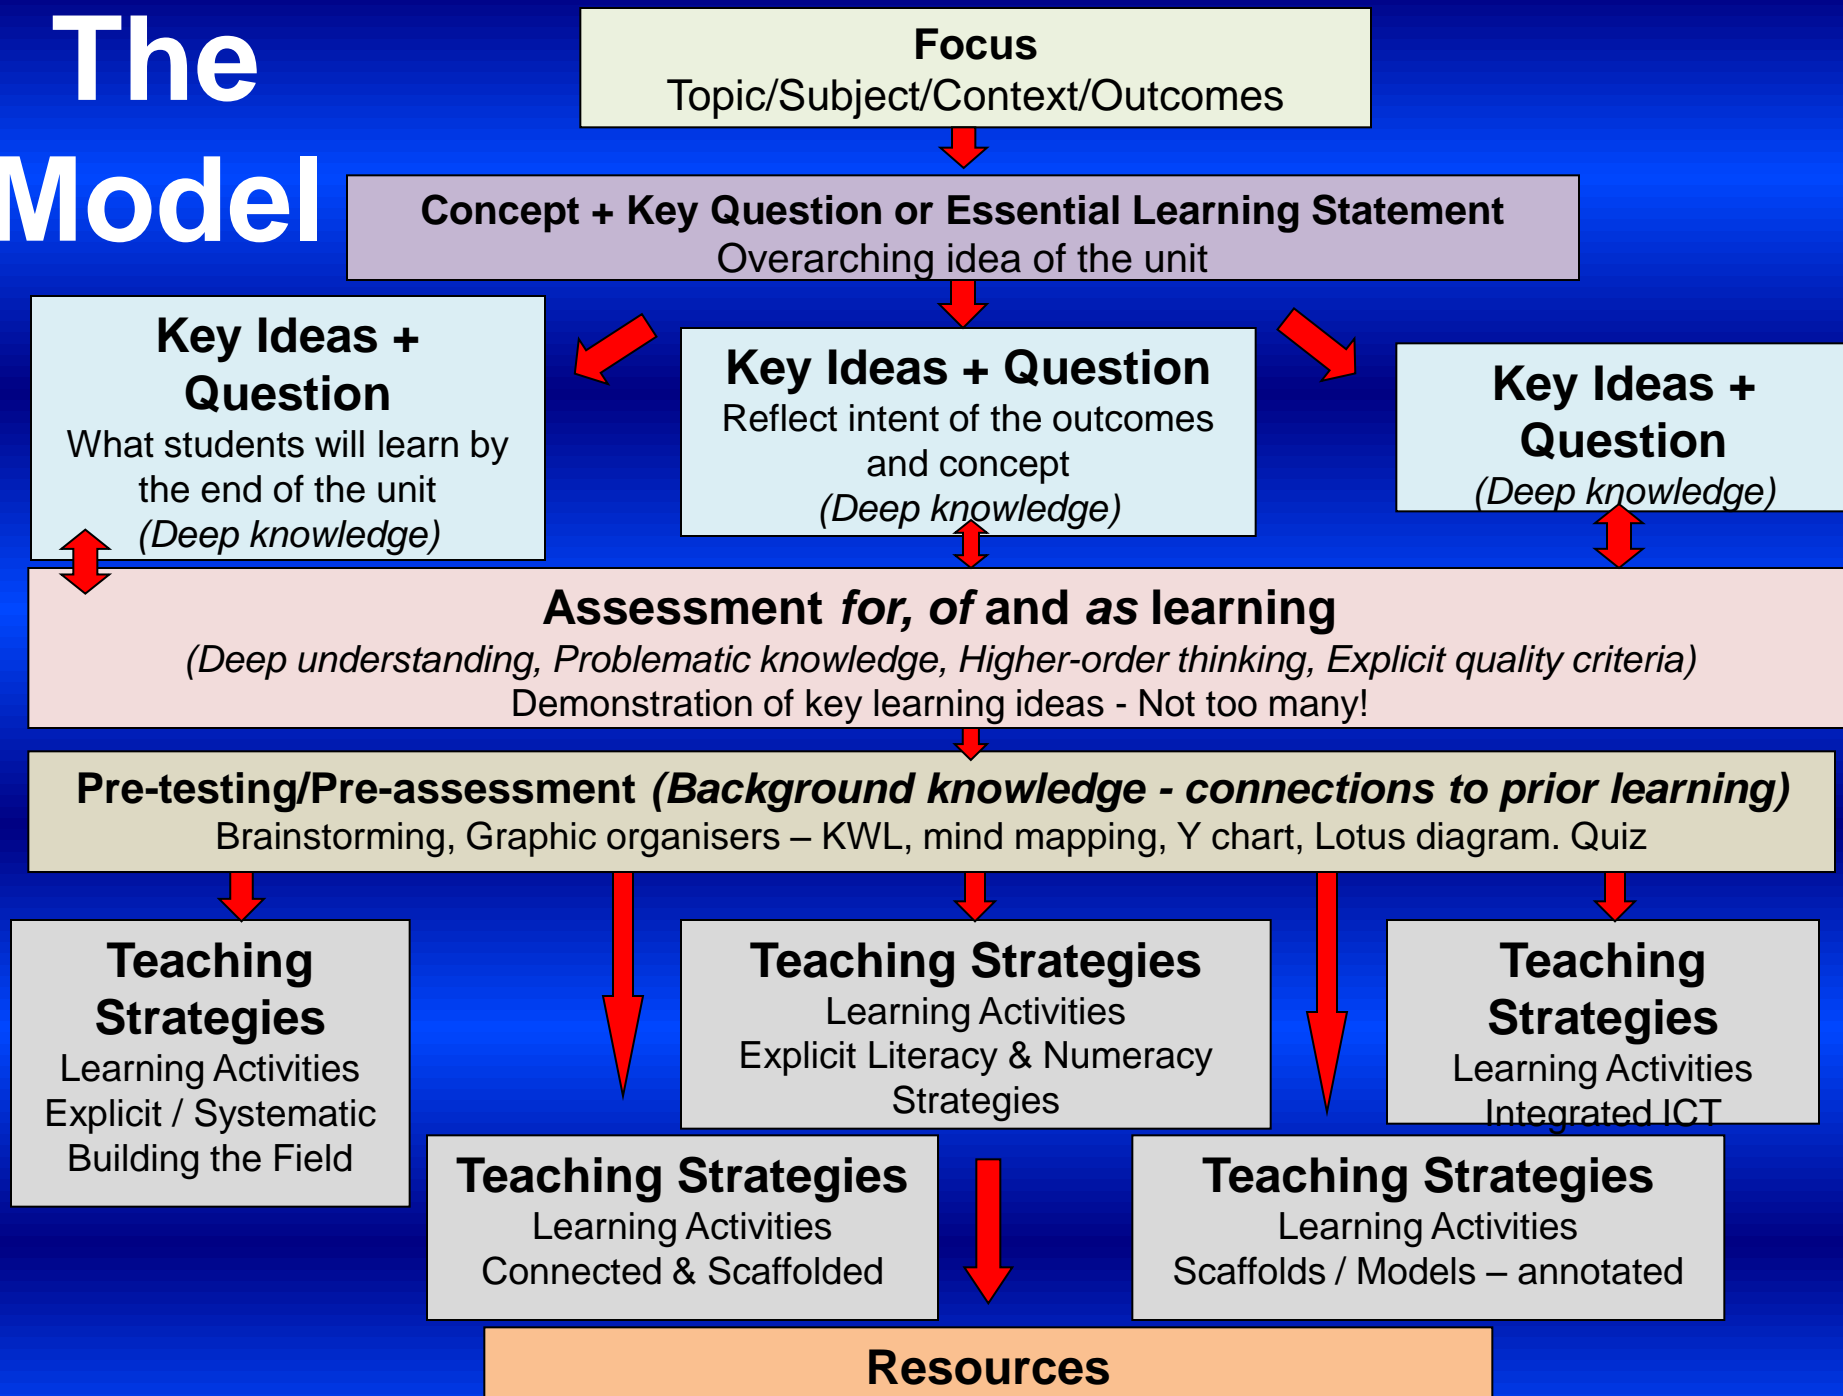 The
Model
Focus
Topic/Subject/Context/Outcomes
Concept + Key Question or Essential Learning Statement
Overarching idea of the unit
Key Ideas +
Question
What students will learn by
the end of the unit
(Deep knowledge)
Key Ideas + Question
Reflect intent of the outcomes
and concept
(Deep knowledge)
Key Ideas +
Question
(Deep knowledge)
Assessment for, of and as learning
(Deep understanding, Problematic knowledge, Higher-order thinking, Explicit quality criteria)
Demonstration of key learning ideas - Not too many!
Pre-testing/Pre-assessment (Background knowledge - connections to prior learning)
Brainstorming, Graphic organisers – KWL, mind mapping, Y chart, Lotus diagram. Quiz
Teaching
Strategies
Learning Activities
Explicit / Systematic
Building the Field
Teaching Strategies
Learning Activities
Explicit Literacy & Numeracy
Strategies
Teaching
Strategies
Learning Activities
Integrated ICT
Teaching Strategies
Learning Activities
Connected & Scaffolded
Teaching Strategies
Learning Activities
Scaffolds / Models – annotated
Resources